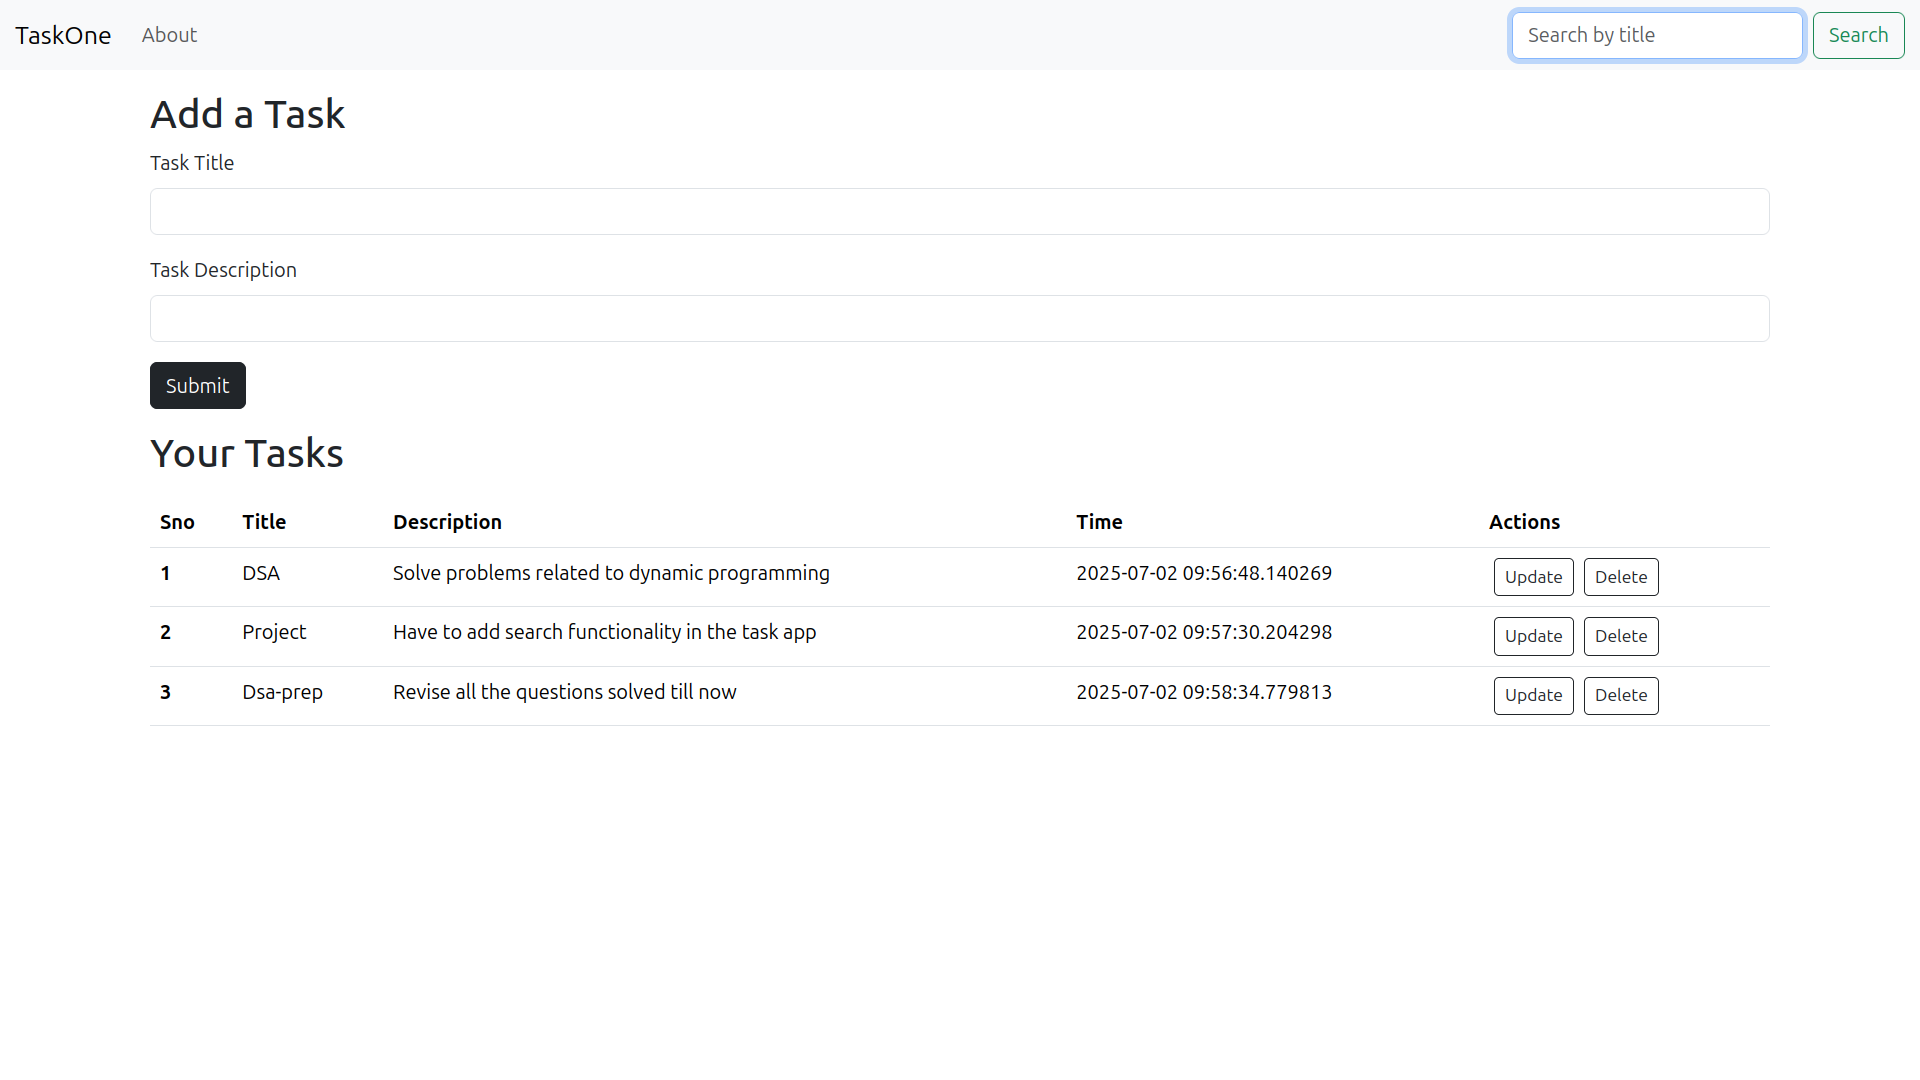 TaskOne About Search by title Search
Add a Task
Task Title
Task Description
Submit
Your Tasks
Sno Title Description Time Actions
1 DSA Solve problems related to dynamic programming 2025-07-02 09:56:48.140269 Update Delete
2 Project Have to add search functionality in the task app 2025-07-02 09:57:30.204298 Update Delete
3 Dsa-prep Revise all the questions solved till now 2025-07-02 09:58:34.779813 Update Delete